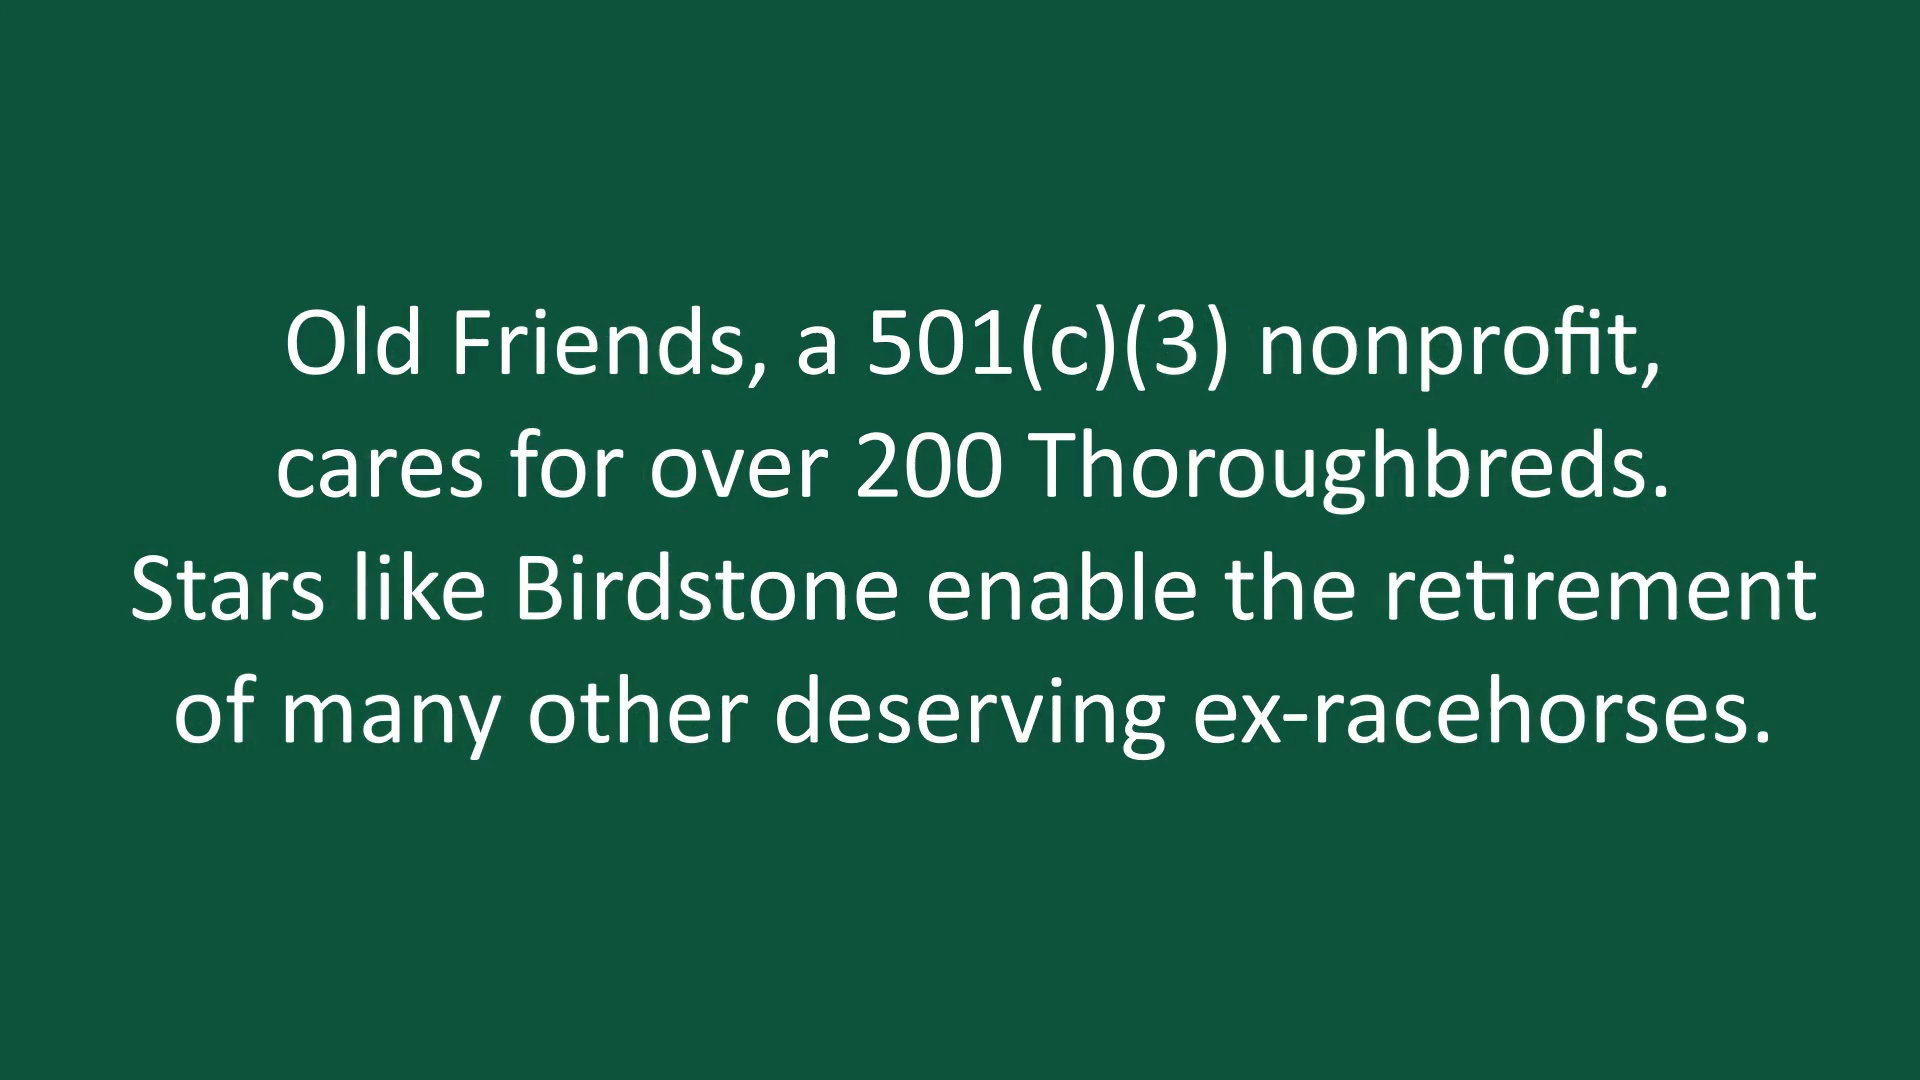 Old Friends, a 501(c)(3) nonprofit,
cares for over 200 Thoroughbreds.
Stars like Birdstone enable the retirement
of many other deserving ex-racehorses.